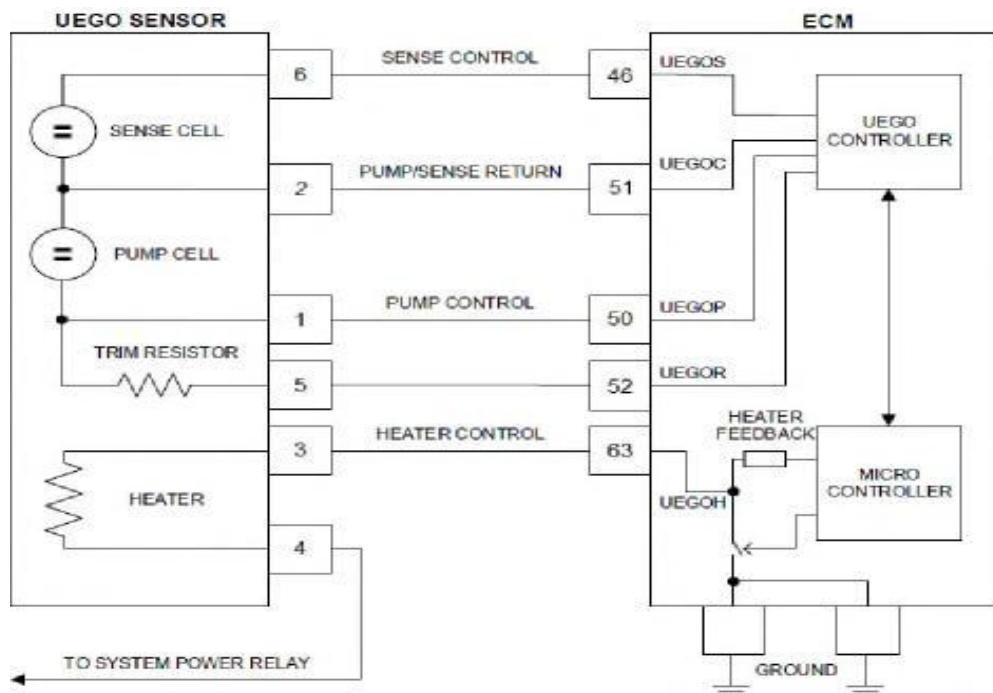 UEGO SENSOR
ECM
6
SENSE CONTROL
46
UEGOS
SENSE CELL
UEGO
CONTROLLER
2
PUMP/SENSE RETURN
51
UEGOC
PUMP CELL
1
PUMP CONTROL
50
UEGOP
TRIM RESISTOR
5
52
UEGOR
3
HEATER CONTROL
63
HEATER
FEEDBACK
MICRO
CONTROLLER
HEATER
UEGOH
4
TO SYSTEM POWER RELAY
GROUND